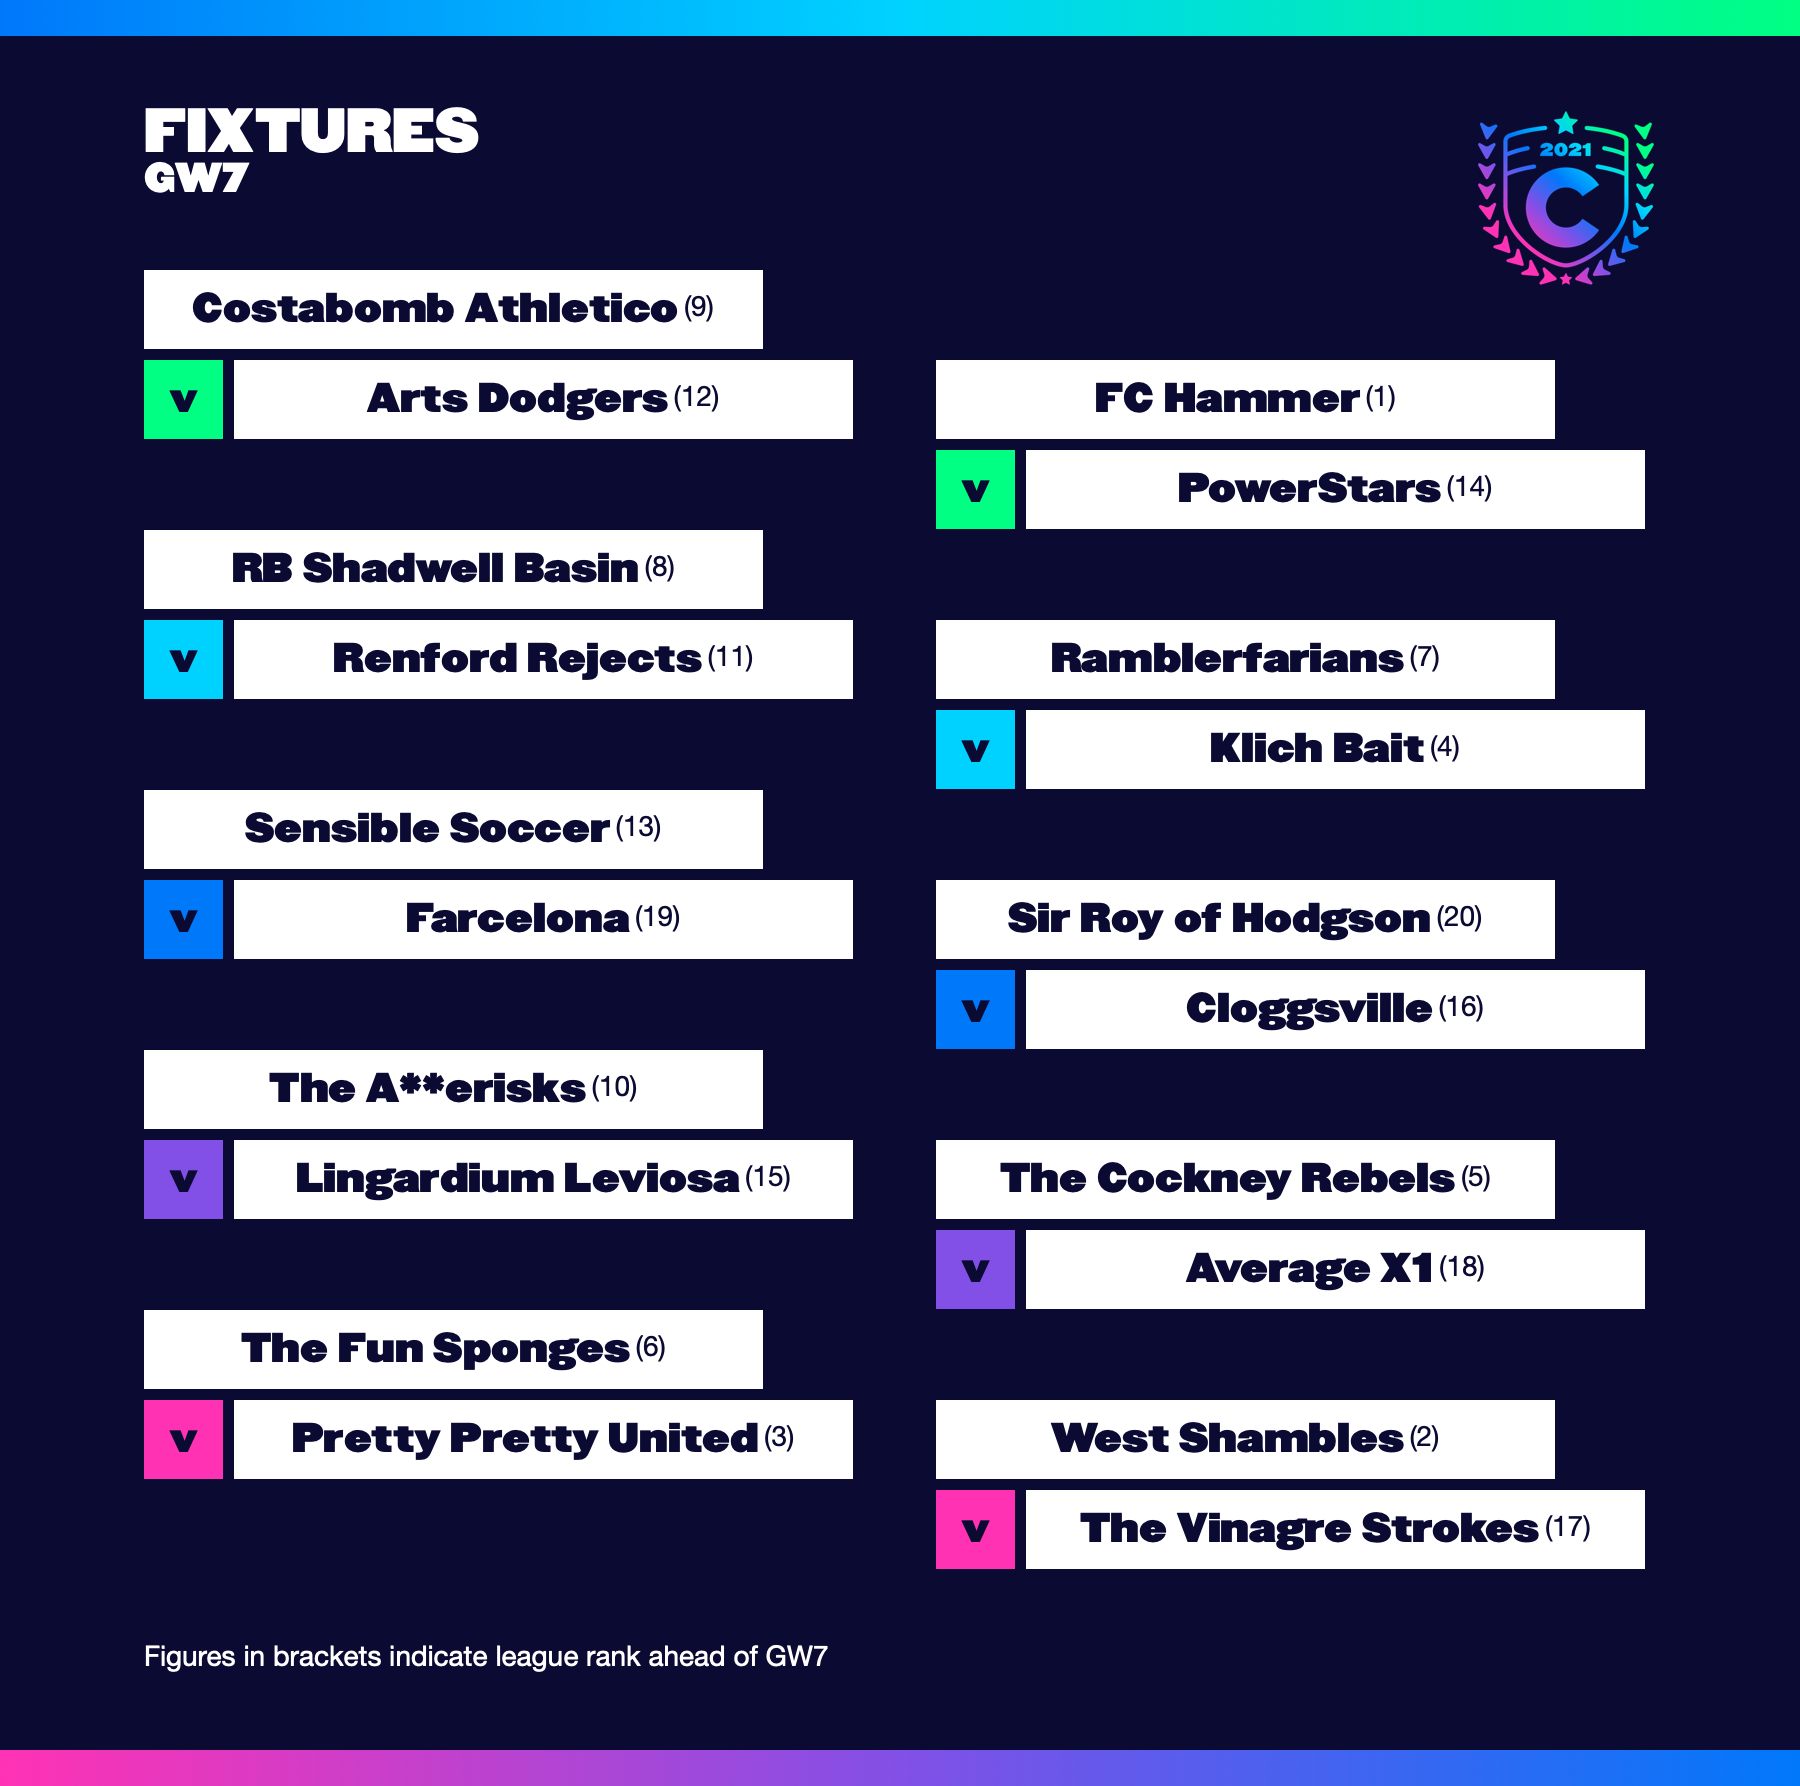 FIXTURES
GW7
2021
C
Costabomb Athletico (9)
v Arts Dodgers (12)
RB Shadwell Basin (8)
v Renford Rejects (11)
Sensible Soccer (13)
v Farcelona (19)
The A**erisks (10)
v Lingardium Leviosa (15)
The Fun Sponges (6)
v Pretty Pretty United (3)
FC Hammer (1)
v PowerStars (14)
Ramblerfarians (7)
v Klich Bait (4)
Sir Roy of Hodgson (20)
v Cloggsville (16)
The Cockney Rebels (5)
v Average X1 (18)
West Shambles (2)
v The Vinagre Strokes (17)
Figures in brackets indicate league rank ahead of GW7